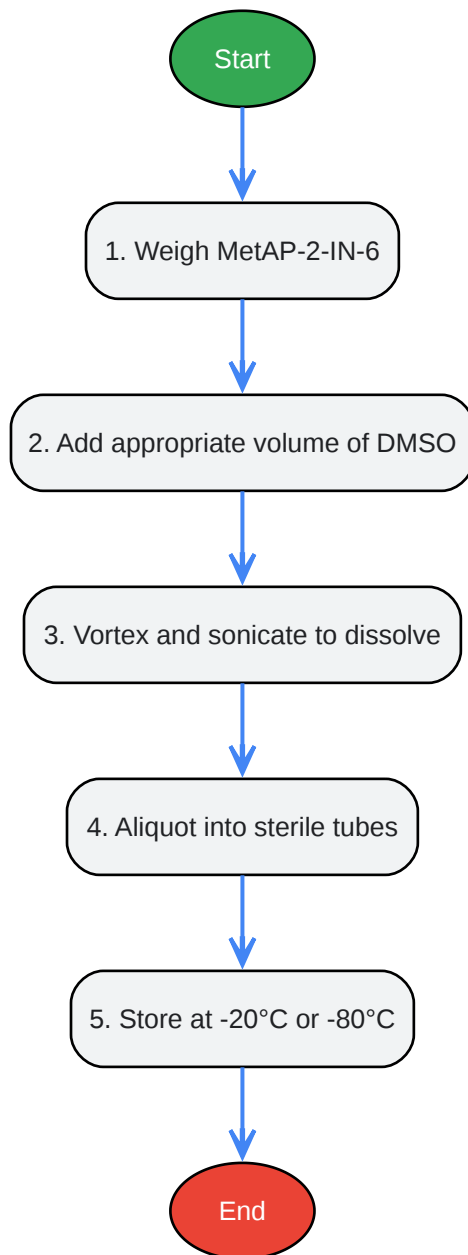 Start
1. Weigh MetAP-2-IN-6
2. Add appropriate volume of DMSO
3. Vortex and sonicate to dissolve
4. Aliquot into sterile tubes
5. Store at -20°C or -80°C
End